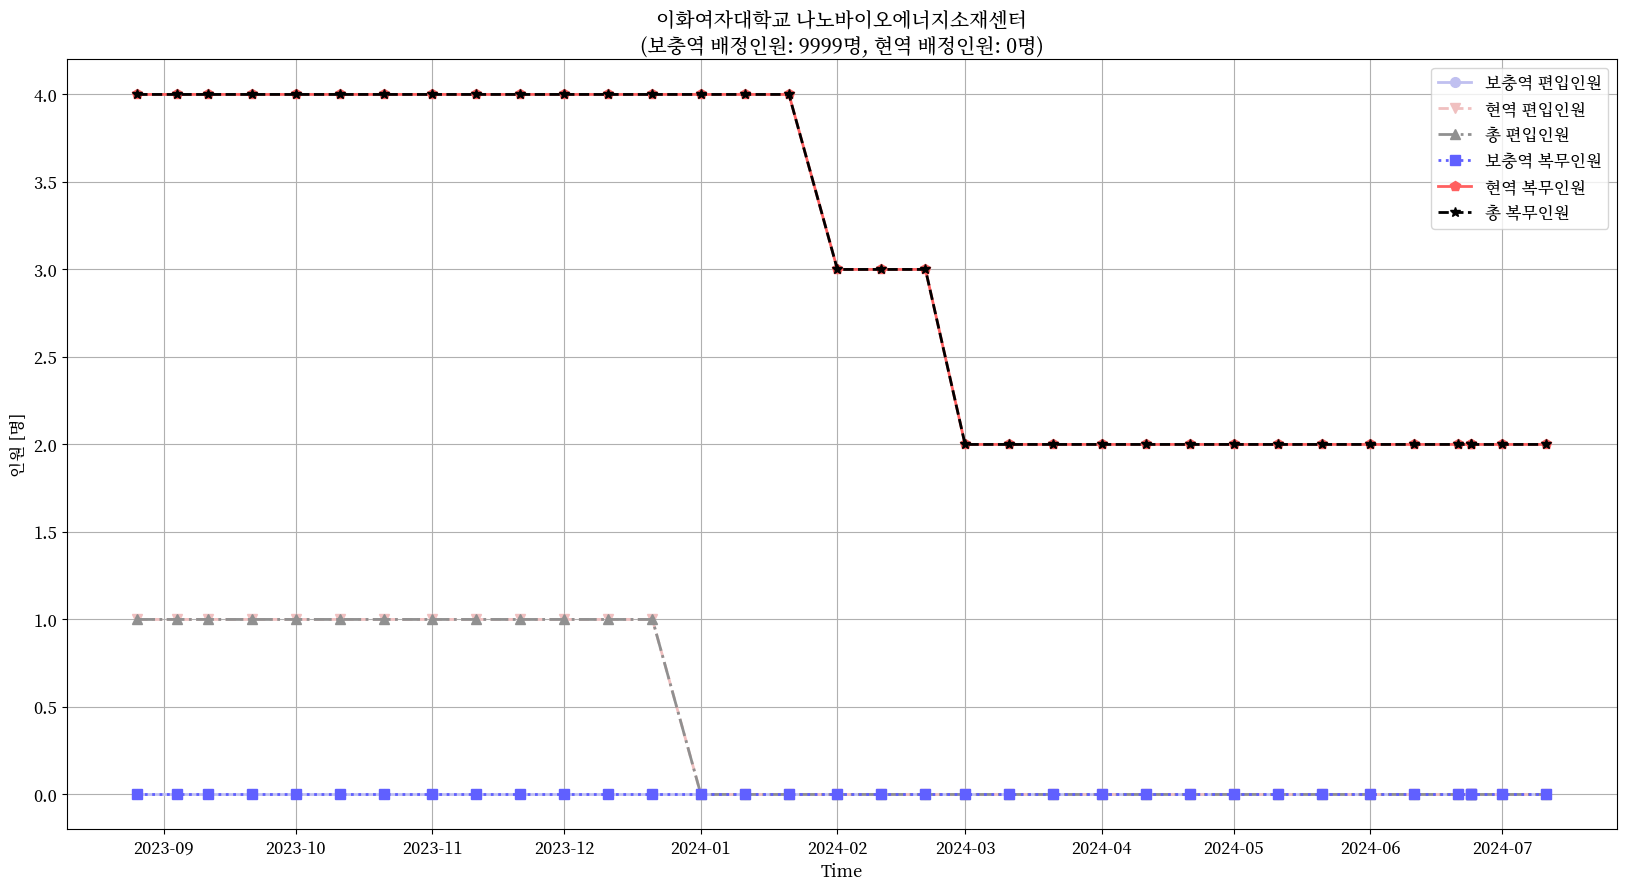 이화여자대학교 나노바이오에너지소재센터
(보충역 배정인원: 9999명, 현역 배정인원: 0명)
보충역 편입인원
현역 편입인원
총 편입인원
보충역 복무인원
현역 복무인원
총 복무인원
인원 [명]
4.0
3.5
3.0
2.5
2.0
1.5
1.0
0.5
0.0
2023-09 2023-10 2023-11 2023-12 2024-01 2024-02 2024-03 2024-04 2024-05 2024-06 2024-07
Time